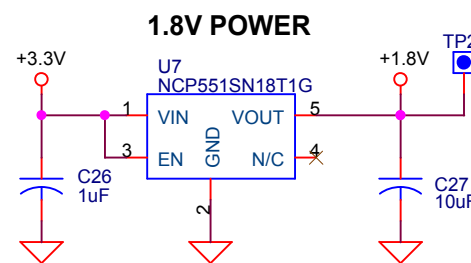 1.8V POWER
+3.3V
U7
NCP551SN18T1G
+1.8V
TP2
1
VIN
VOUT
5
3
EN
GND
N/C
4
2
C26
1uF
C27
10uF